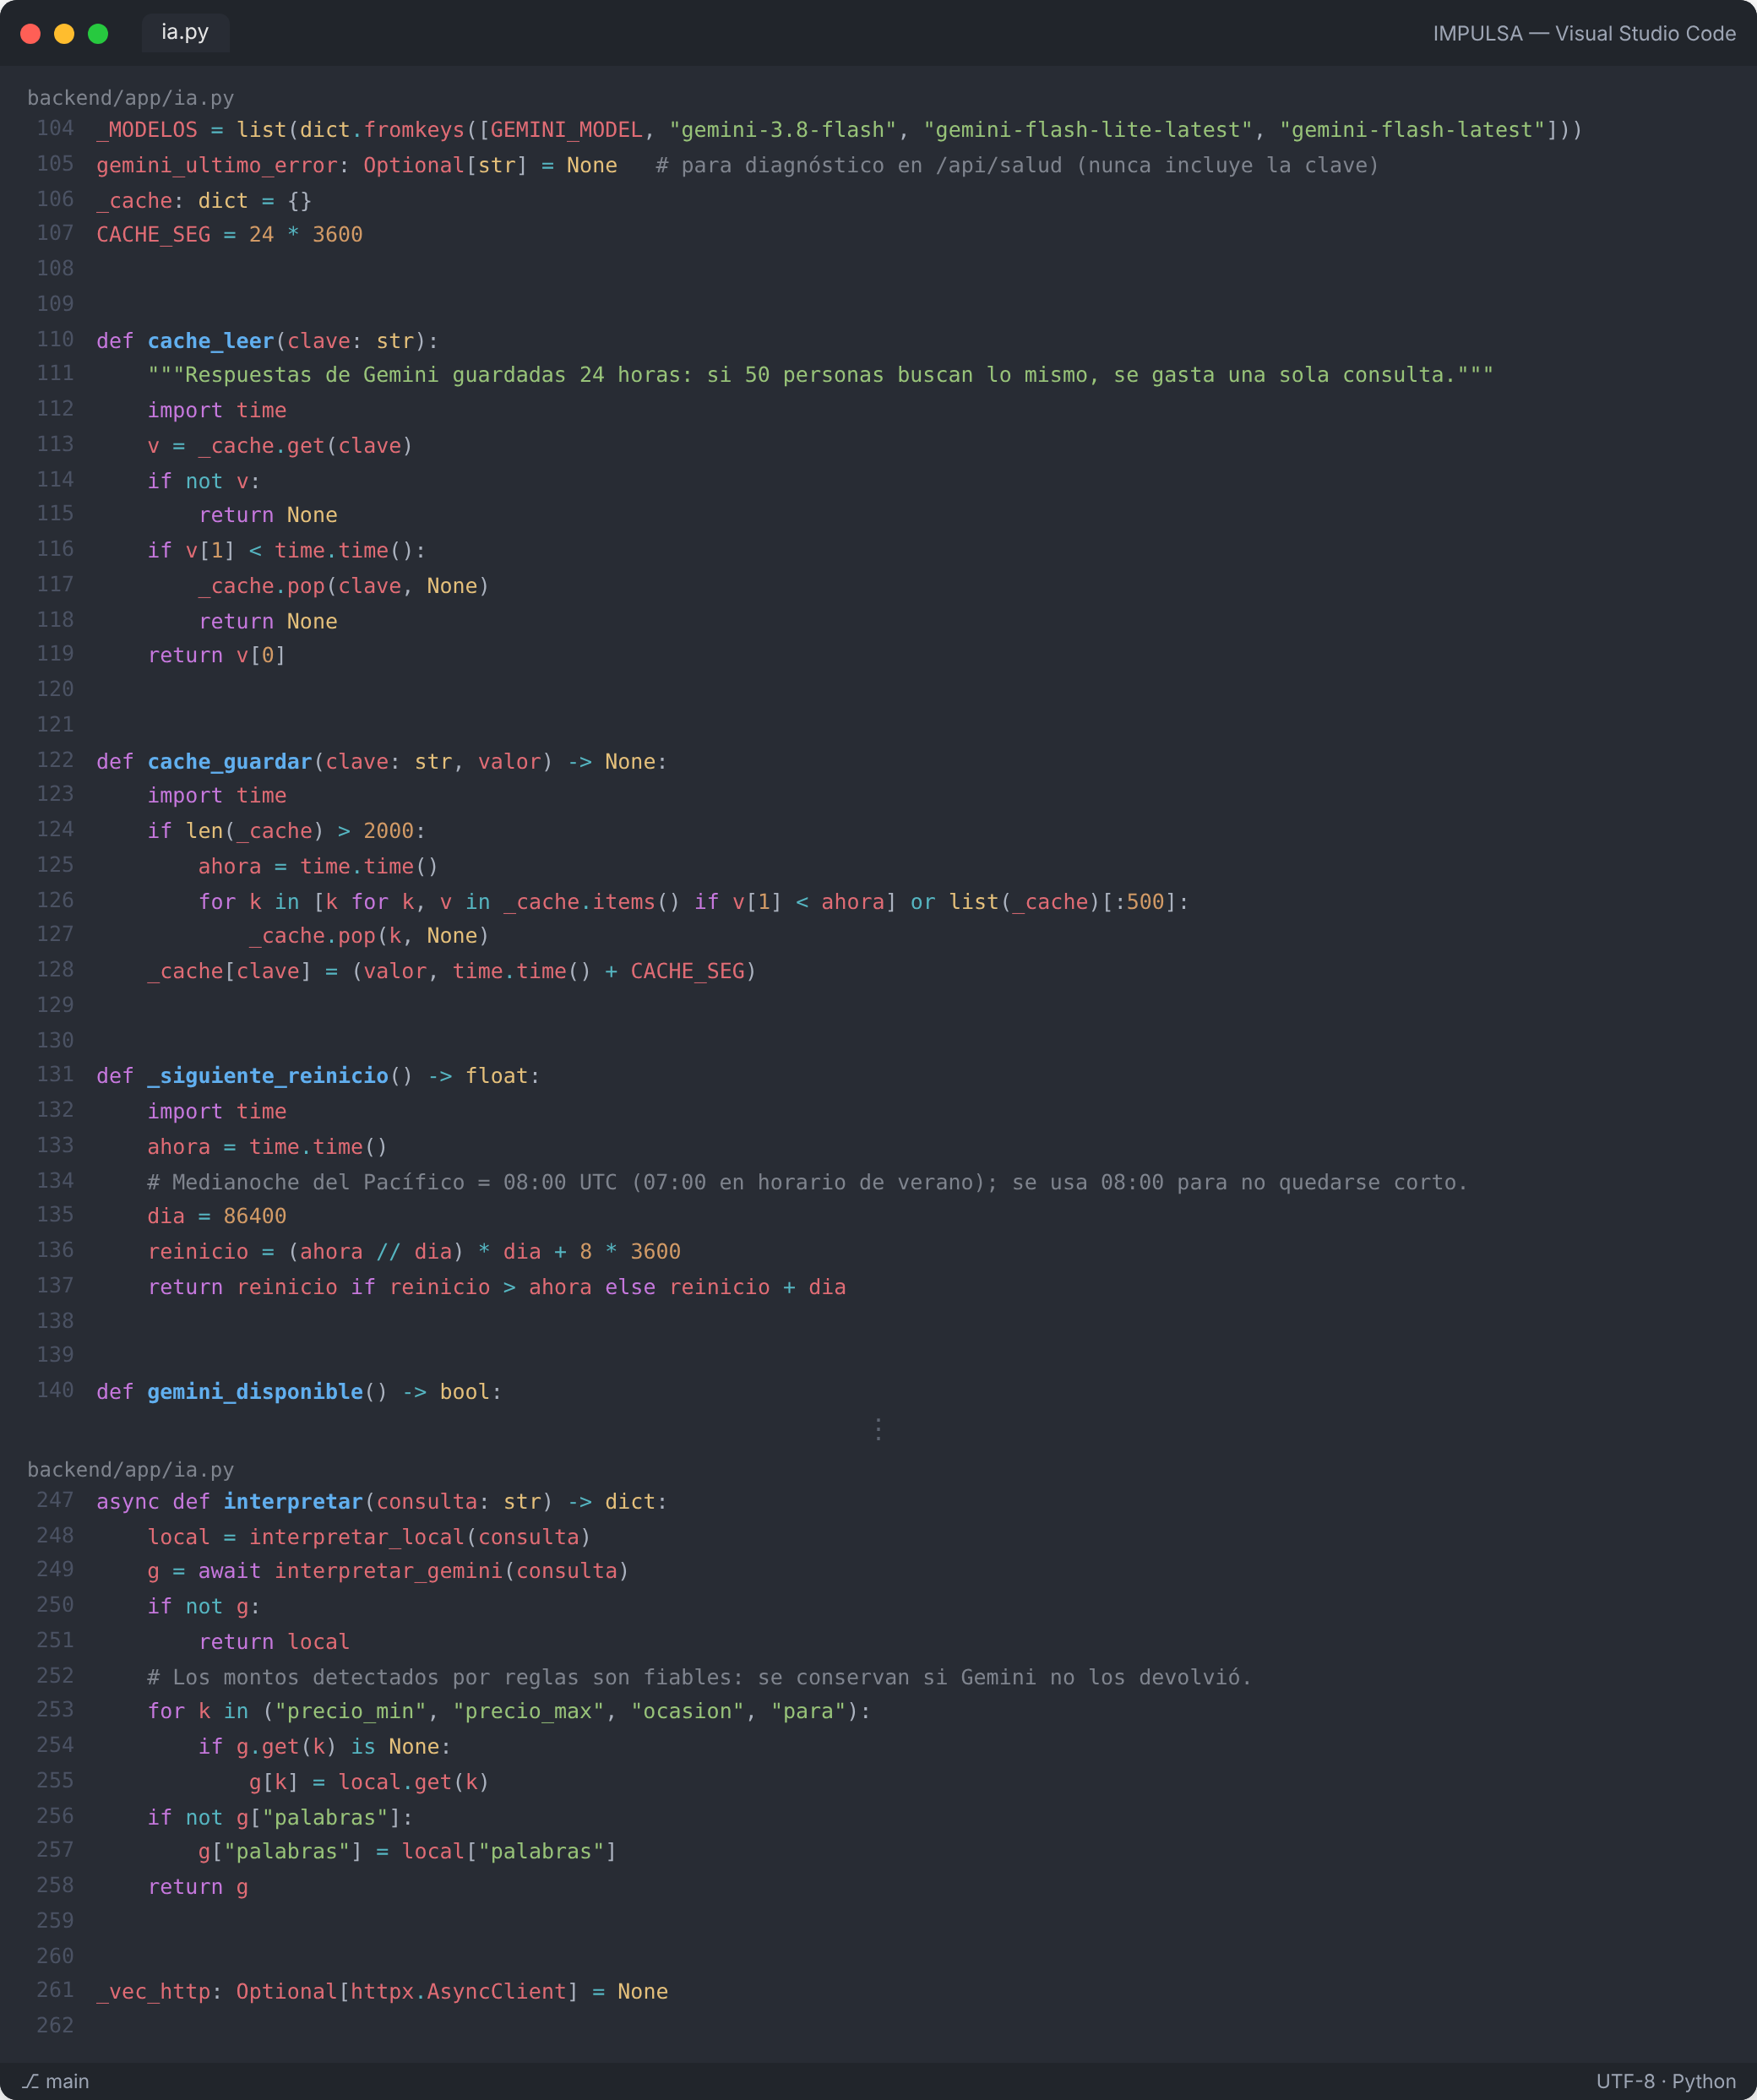 ia.py
IMPULSA — Visual Studio Code
backend/app/ia.py
104 _MODELOS = list(dict.fromkeys([GEMINI_MODEL, "gemini-3.8-flash", "gemini-flash-lite-latest", "gemini-flash-latest"]))
105 gemini_ultimo_error: Optional[str] = None   # para diagnóstico en /api/salud (nunca incluye la clave)
106 _cache: dict = {}
107 CACHE_SEG = 24 * 3600
108
109
110 def cache_leer(clave: str):
111     """Respuestas de Gemini guardadas 24 horas: si 50 personas buscan lo mismo, se gasta una sola consulta."""
112     import time
113     v = _cache.get(clave)
114     if not v:
115         return None
116     if v[1] < time.time():
117         _cache.pop(clave, None)
118         return None
119     return v[0]
120
121
122 def cache_guardar(clave: str, valor) -> None:
123     import time
124     if len(_cache) > 2000:
125         ahora = time.time()
126         for k in [k for k, v in _cache.items() if v[1] < ahora] or list(_cache)[:500]:
127             _cache.pop(k, None)
128     _cache[clave] = (valor, time.time() + CACHE_SEG)
129
130
131 def _siguiente_reinicio() -> float:
132     import time
133     ahora = time.time()
134     # Medianoche del Pacífico = 08:00 UTC (07:00 en horario de verano); se usa 08:00 para no quedarse corto.
135     dia = 86400
136     reinicio = (ahora // dia) * dia + 8 * 3600
137     return reinicio if reinicio > ahora else reinicio + dia
138
139
140 def gemini_disponible() -> bool:
⋮
backend/app/ia.py
247 async def interpretar(consulta: str) -> dict:
248     local = interpretar_local(consulta)
249     g = await interpretar_gemini(consulta)
250     if not g:
251         return local
252     # Los montos detectados por reglas son fiables: se conservan si Gemini no los devolvió.
253     for k in ("precio_min", "precio_max", "ocasion", "para"):
254         if g.get(k) is None:
255             g[k] = local.get(k)
256     if not g["palabras"]:
257         g["palabras"] = local["palabras"]
258     return g
259
260
261 _vec_http: Optional[httpx.AsyncClient] = None
262
⎇ main
UTF-8 · Python